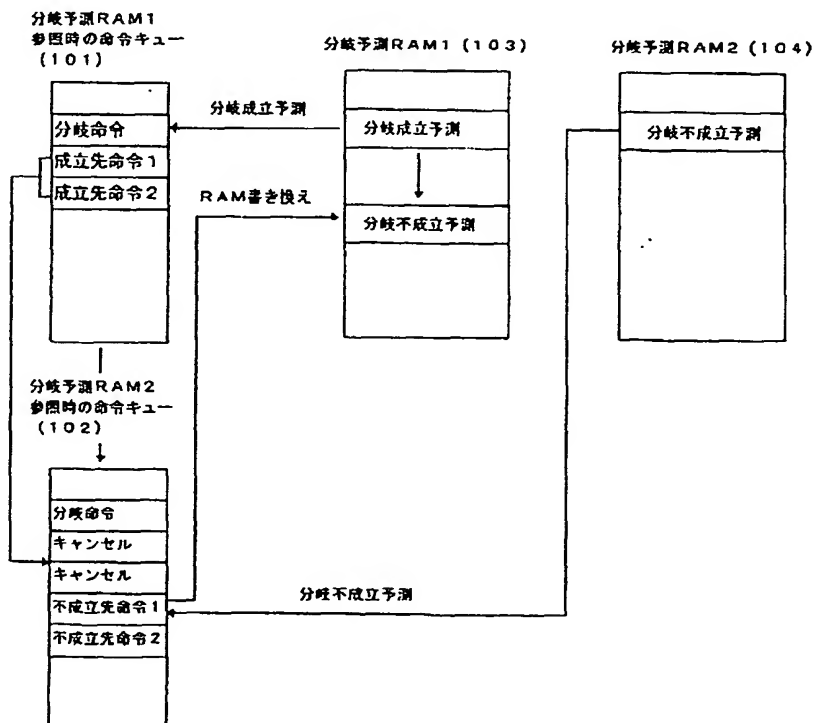 分岐予測RAM1
参照時の命令キュー
(101)
分岐予測RAM1(103)
分岐予測RAM2(104)
分岐成立予測
分岐命令
分岐成立予測
分岐不成立予測
成立先命令1
成立先命令2
RAM書き換え
分岐不成立予測
分岐予測RAM2
参照時の命令キュー
(102)
分岐命令
キャンセル
キャンセル
分岐不成立予測
不成立先命令1
不成立先命令2